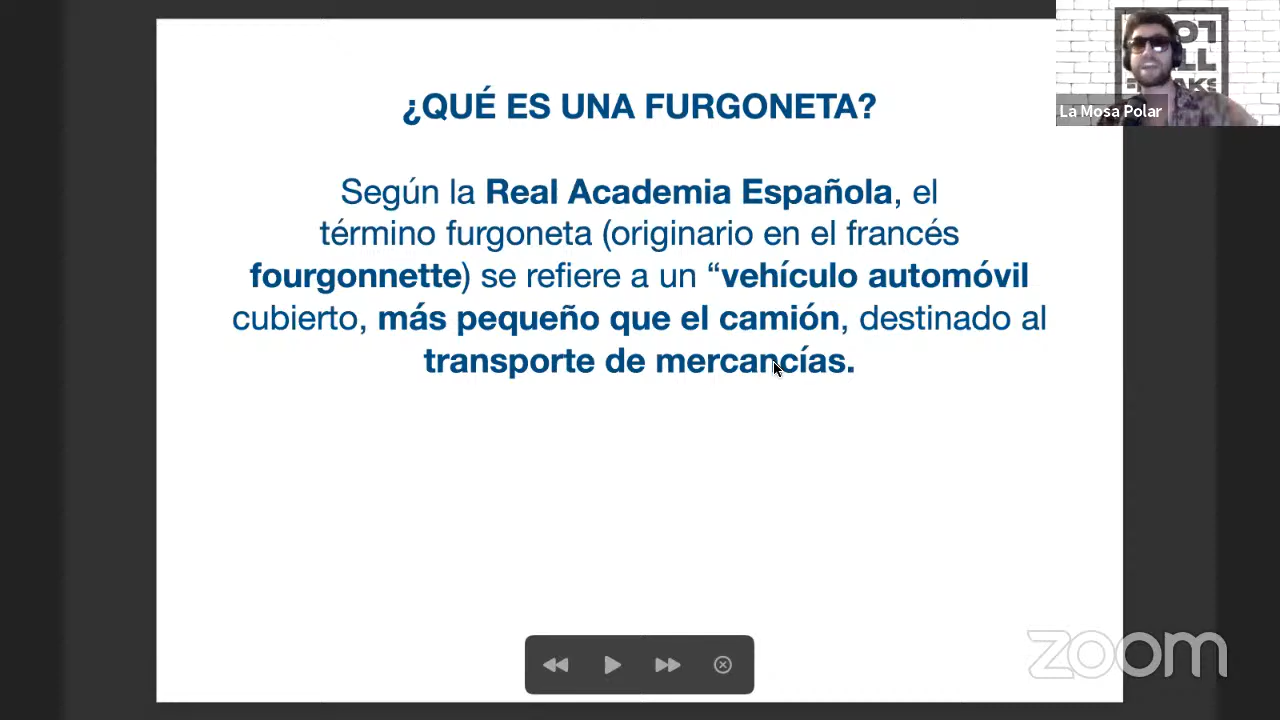 ¿QUÉ ES UNA FURGONETA?
Según la Real Academia Española, el
término furgoneta (originario en el francés
fourgonnette) se refiere a un “vehículo automóvil
cubierto, más pequeño que el camión, destinado al
transporte de mercancías.
La Mosa Polar
zoom